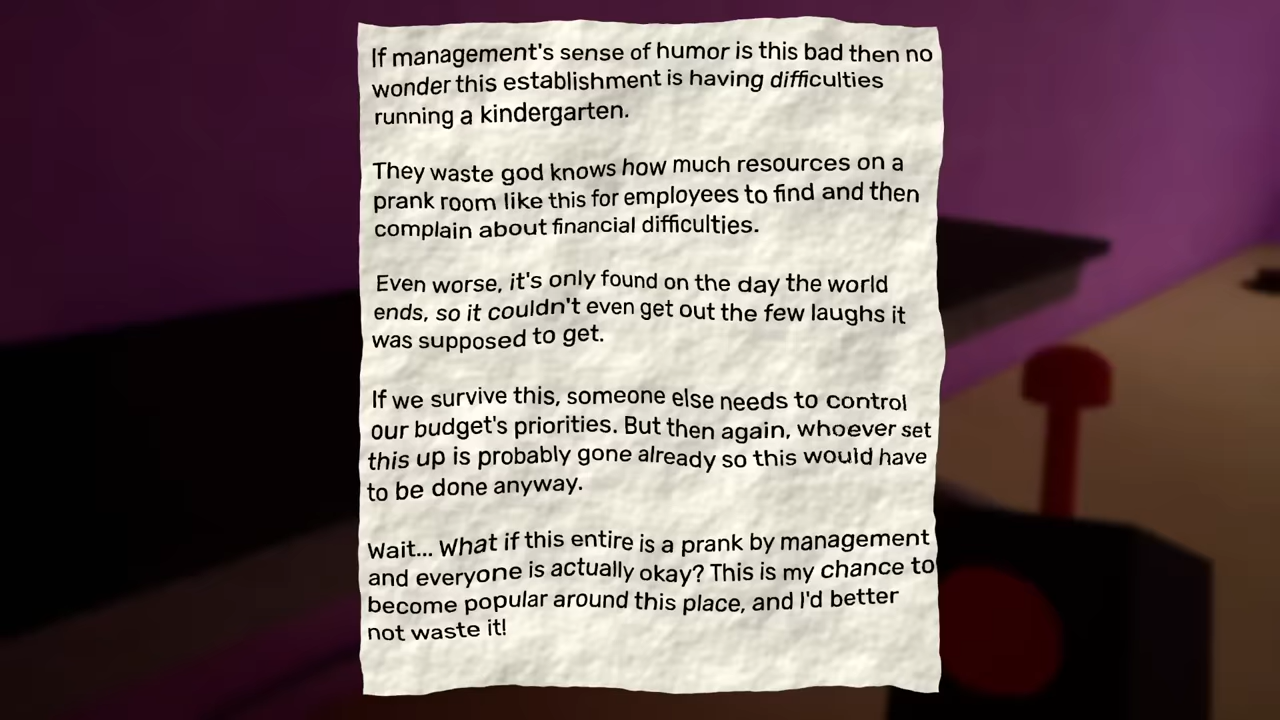 If management's sense of humor is this bad then no
wonder this establishment is having difficulties
running a kindergarten.
They waste god knows how much resources on a
prank room like this for employees to find and then
complain about financial difficulties.
Even worse, it's only found on the day the world
ends, so it couldn't even get out the few laughs it
was supposed to get.
If we survive this, someone else needs to control
our budget's priorities. But then again, whoever set
this up is probably gone already so this would have
to be done anyway.
Wait... What if this entire is a prank by management
and everyone is actually okay? This is my chance to
become popular around this place, and I'd better
not waste it!